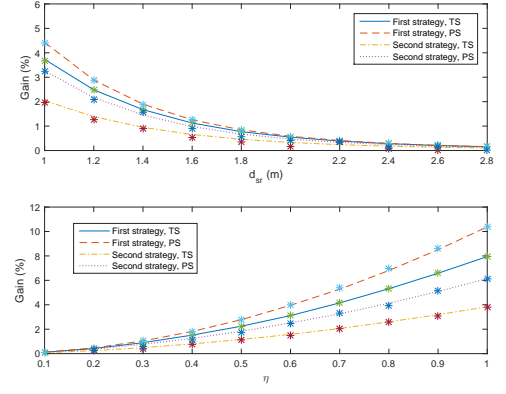 6
5
4
3
2
1
0
Gain (%)
First strategy, TS
First strategy, PS
Second strategy, TS
Second strategy, PS
1 1.2 1.4 1.6 1.8 2 2.2 2.4 2.6 2.8
d_sr (m)
12
10
8
6
4
2
0
Gain (%)
First strategy, TS
First strategy, PS
Second strategy, TS
Second strategy, PS
0.1 0.2 0.3 0.4 0.5 0.6 0.7 0.8 0.9 1
η